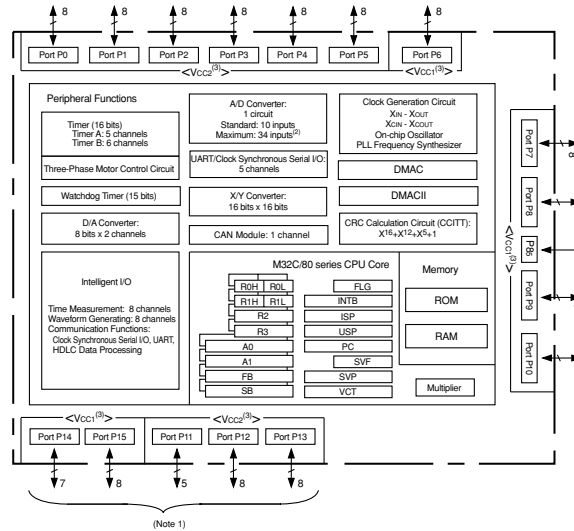 8 8 8 8 8 8 8
Port P0 Port P1 Port P2 Port P3 Port P4 Port P5 Port P6
<VCC2(3)> <VCC1(3)>
Peripheral Functions
Timer (16 bits)
Timer A: 5 channels
Timer B: 6 channels
Three-Phase Motor Control Circuit
Watchdog Timer (15 bits)
D/A Converter:
8 bits x 2 channels
A/D Converter:
1 circuit
Standard: 10 inputs
Maximum: 34 inputs(2)
UART/Clock Synchronous Serial I/O:
5 channels
X/Y Converter:
16 bits x 16 bits
CAN Module: 1 channel
Clock Generation Circuit
XIN - XOUT
XCIN - XCOUT
On-chip Oscillator
PLL Frequency Synthesizer
DMAC
DMACII
CRC Calculation Circuit (CCITT):
X16+X12+X5+1
Intelligent I/O
Time Measurement: 8 channels
Waveform Generating: 8 channels
Communication Functions:
Clock Synchronous Serial I/O, UART,
HDLC Data Processing
M32C/80 series CPU Core
R0H R0L
R1H R1L
R2
R3
A0
A1
FB
SB
FLG
INTB
ISP
USP
PC
SVF
SVP
VCT
Memory
ROM
RAM
Multiplier
<VCC1(3)>
Port P7
8
Port P8
P85
Port P9
Port P10
<VCC1(3)> <VCC2(3)>
Port P14 Port P15 Port P11 Port P12 Port P13
7 8 5 8 8
(Note 1)